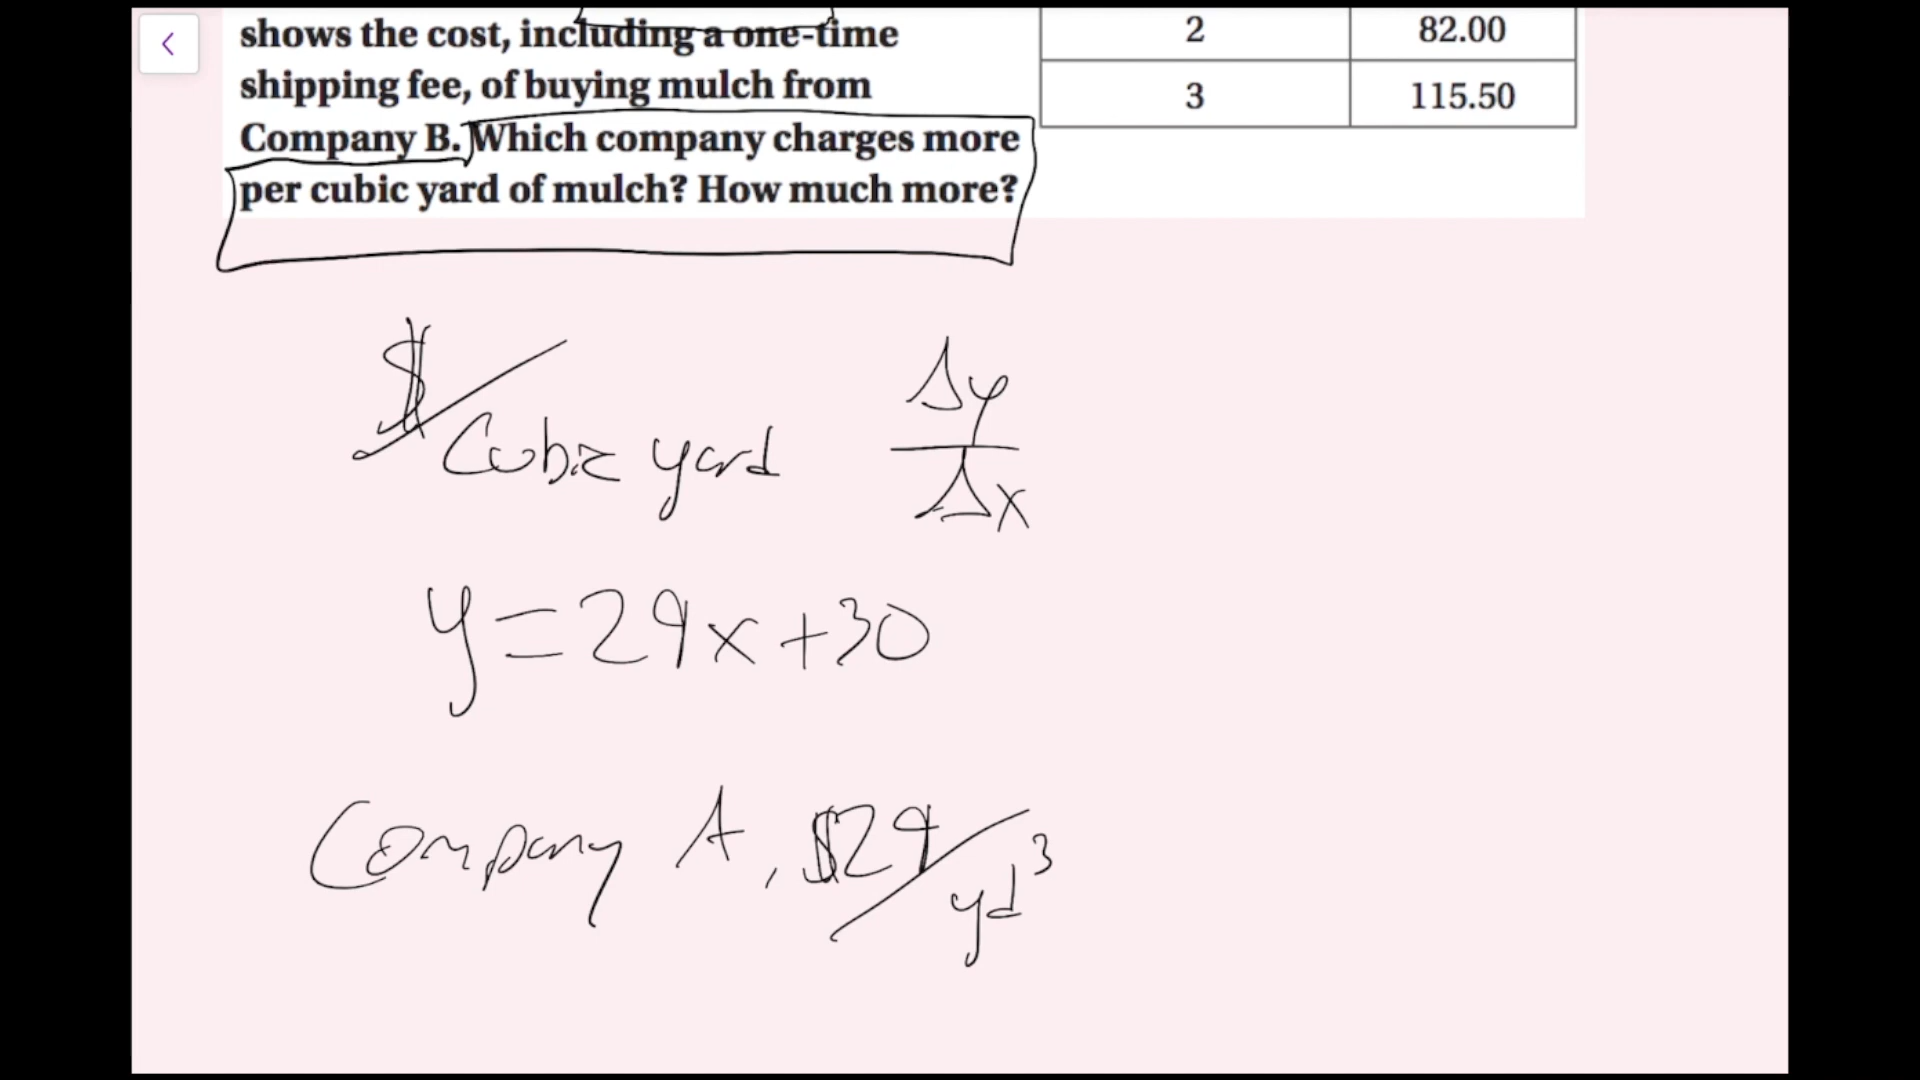 shows the cost, including a one-time
shipping fee, of buying mulch from
Company B. Which company charges more
per cubic yard of mulch? How much more?
2 82.00
3 115.50
$/Cubic yard Δy/Δx
y=29x+30
Company A, $29/yd³